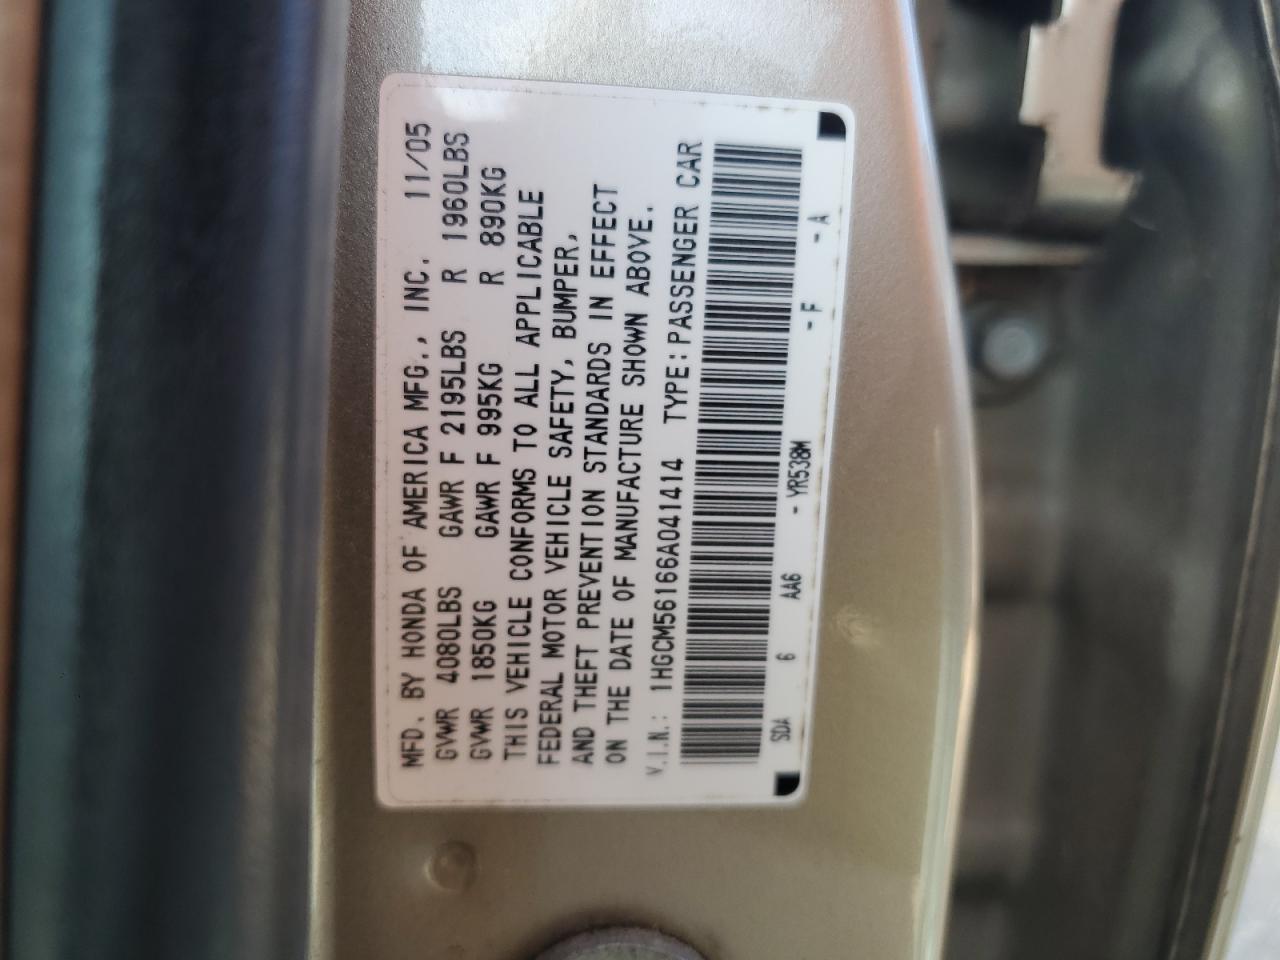 MFD. BY HONDA OF AMERICA MFG., INC. 11/05
GVWR 4080LBS GAWR F 2195LBS R 1960LBS
GVWR 1850KG GAWR F 995KG R 890KG
THIS VEHICLE CONFORMS TO ALL APPLICABLE
FEDERAL MOTOR VEHICLE SAFETY, BUMPER,
AND THEFT PREVENTION STANDARDS IN EFFECT
ON THE DATE OF MANUFACTURE SHOWN ABOVE.
V.I.N.: 1HGCM56166A041414 TYPE: PASSENGER CAR
SDA 6 AA6 - YR538M - F - A